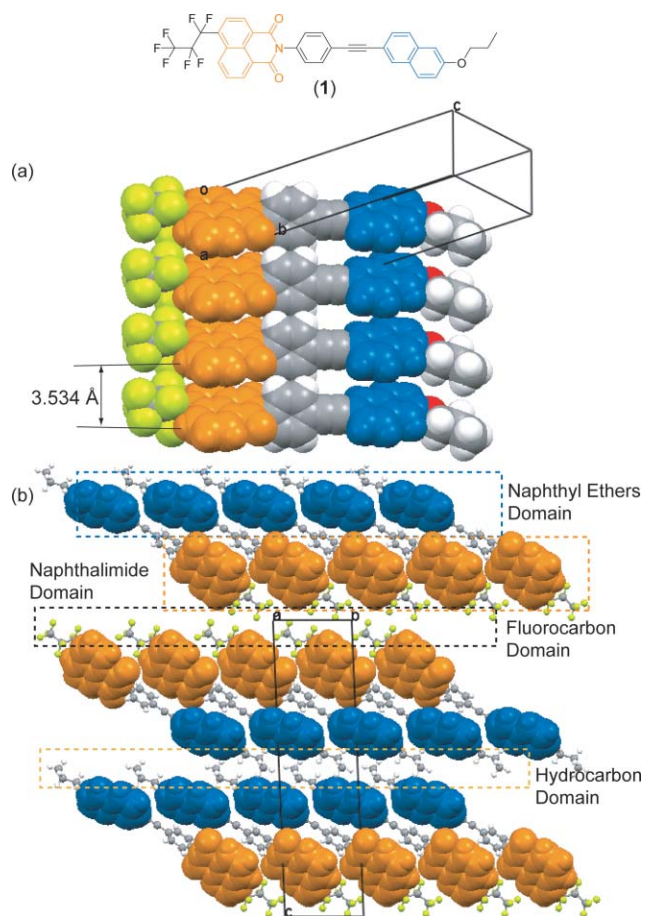 F F
F
F
F F F
O
N
O
O
(1)
(a)
c
o
b
a
3.534 Å
(b)
Naphthyl Ethers
Domain
Naphthalimide
Domain
a b
Fluorocarbon
Domain
Hydrocarbon
Domain
c